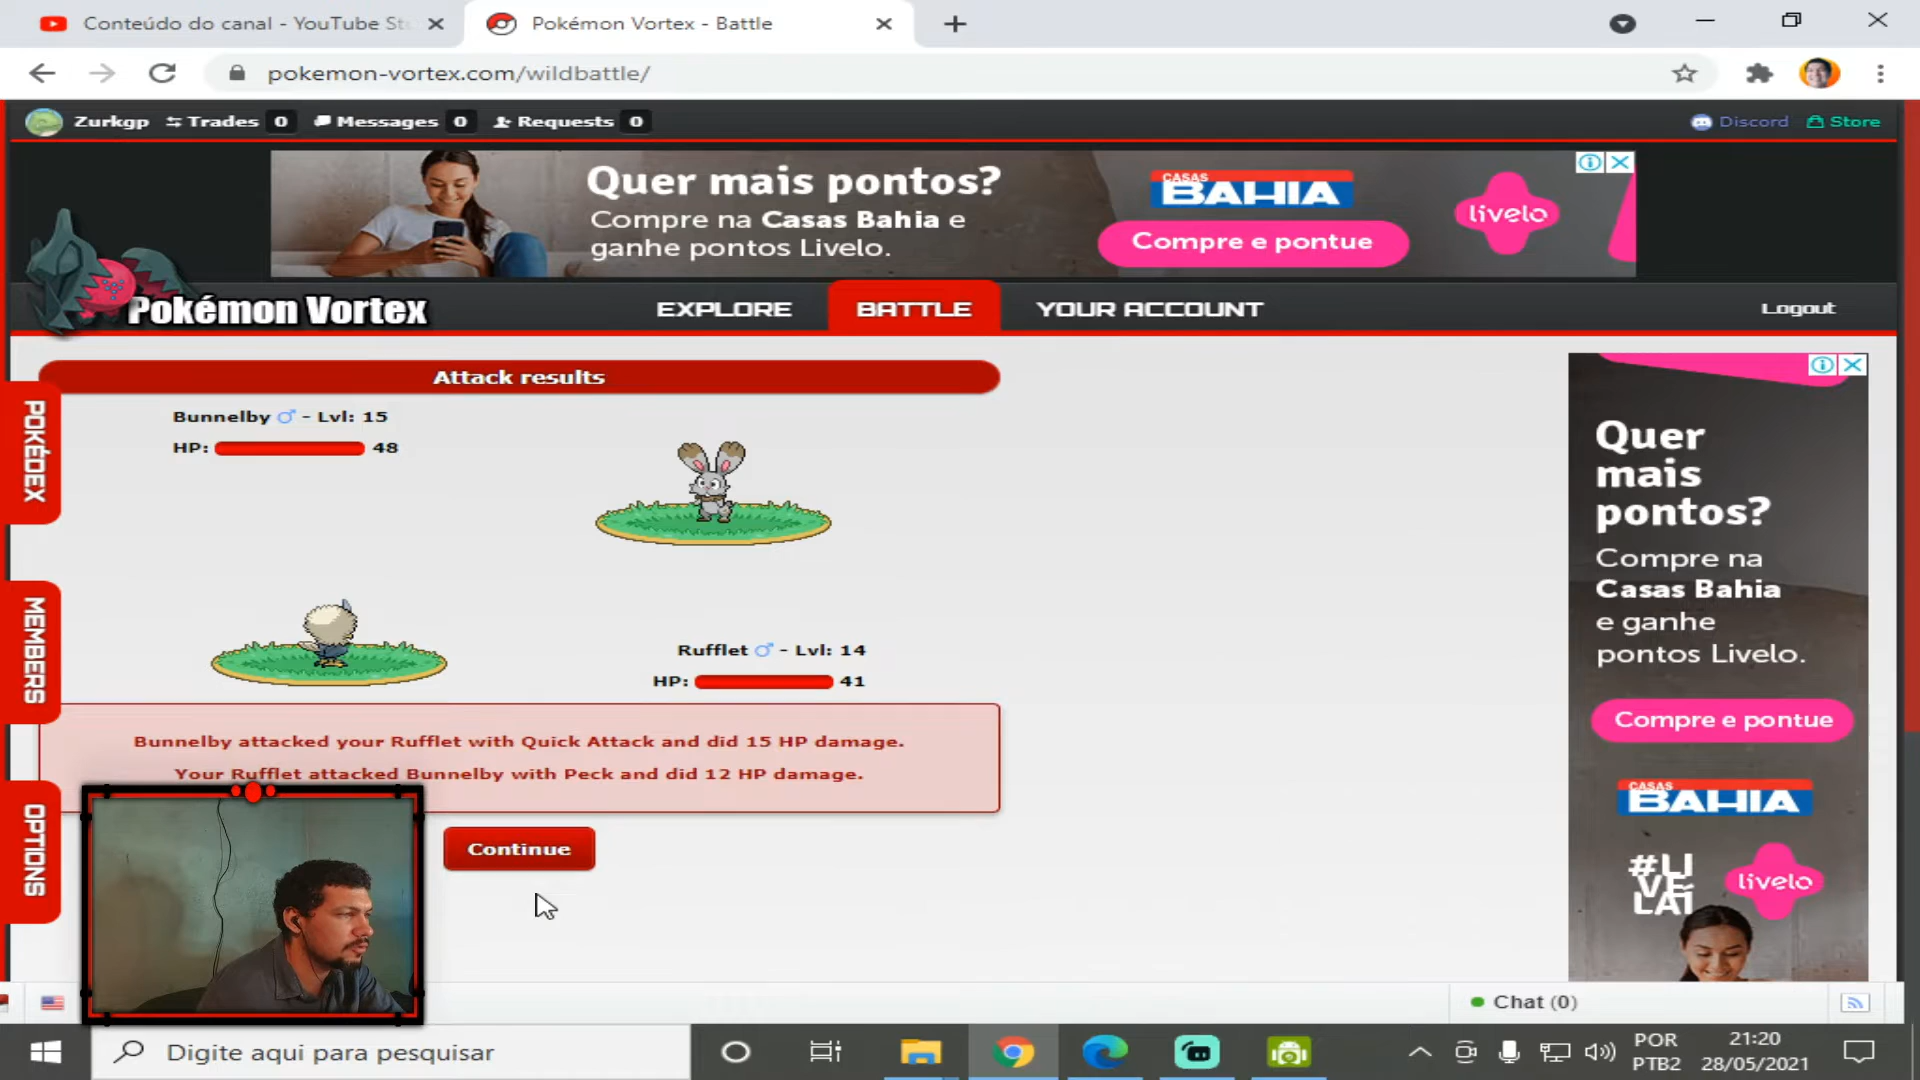 Conteúdo do canal - YouTube St
Pokémon Vortex - Battle
pokemon-vortex.com/wildbattle/
Zurkgp Trades 0 Messages 0 Requests 0
Discord Store
Quer mais pontos?
Compre na Casas Bahia e
ganhe pontos Livelo.
CASAS
BAHIA
Compre e pontue
livelo
Pokémon Vortex
EXPLORE
BATTLE
YOUR ACCOUNT
Logout
POKÉDEX
MEMBERS
OPTIONS
Attack results
Bunnelby ♂ - Lvl: 15
HP: 48
Rufflet ♂ - Lvl: 14
HP: 41
Bunnelby attacked your Rufflet with Quick Attack and did 15 HP damage.
Your Rufflet attacked Bunnelby with Peck and did 12 HP damage.
Continue
Quer
mais
pontos?
Compre na
Casas Bahia
e ganhe
pontos Livelo.
Compre e pontue
CASAS
BAHIA
#LI
VE
LAÍ
livelo
Chat (0)
Digite aqui para pesquisar
POR
PTB2
21:20
28/05/2021